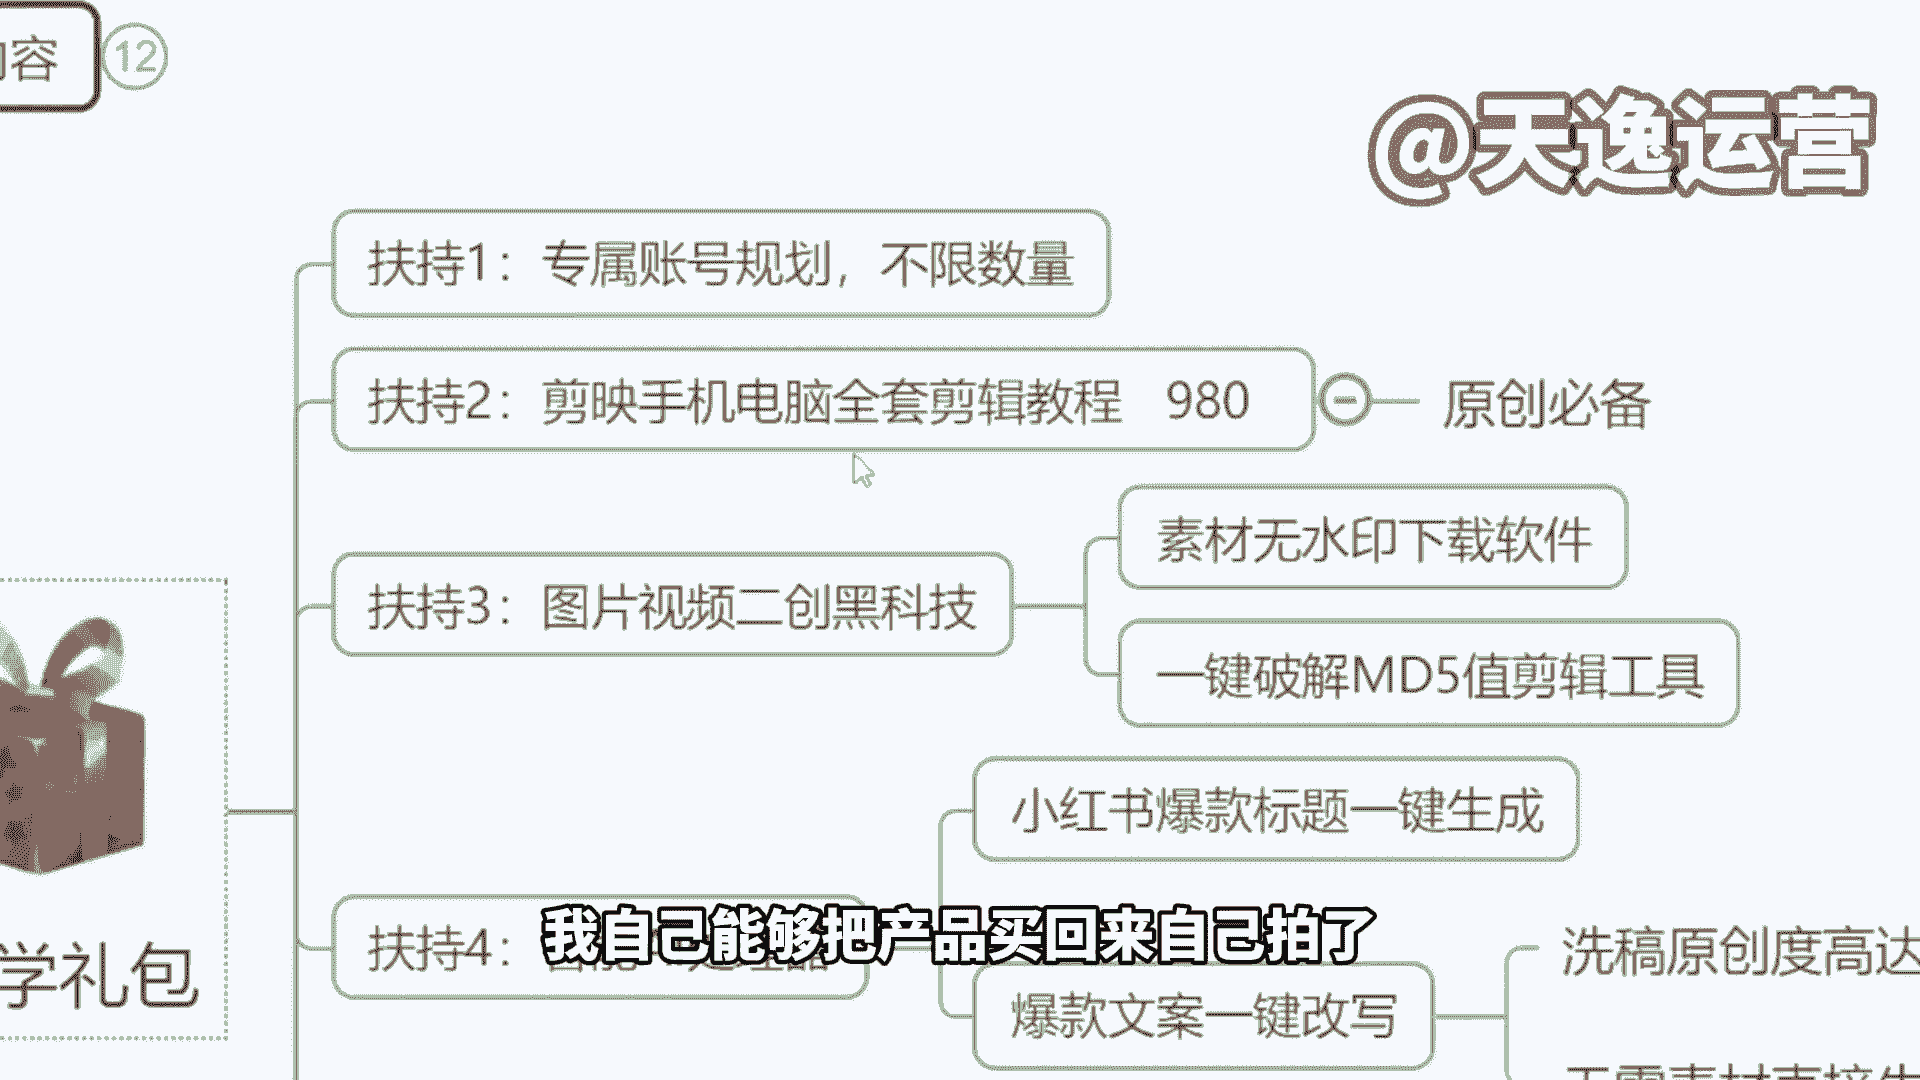 容
12
@天逸运营
扶持1：专属账号规划，不限数量
扶持2：剪映手机电脑全套剪辑教程 980
原创必备
扶持3：图片视频二创黑科技
素材无水印下载软件
一键破解MD5值剪辑工具
小红书爆款标题一键生成
扶持4：
我自己能够把产品买回来自己拍了
爆款文案一键改写
洗稿原创度高达
学礼包